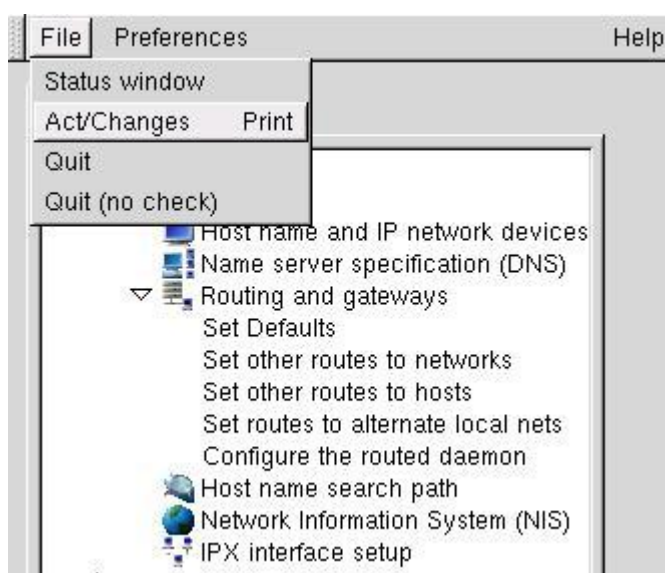 File Preferences Help
Status window
Act/Changes Print
Quit
Quit (no check)
Host name and IP network devices
Name server specification (DNS)
Routing and gateways
Set Defaults
Set other routes to networks
Set other routes to hosts
Set routes to alternate local nets
Configure the routed daemon
Host name search path
Network Information System (NIS)
IPX interface setup